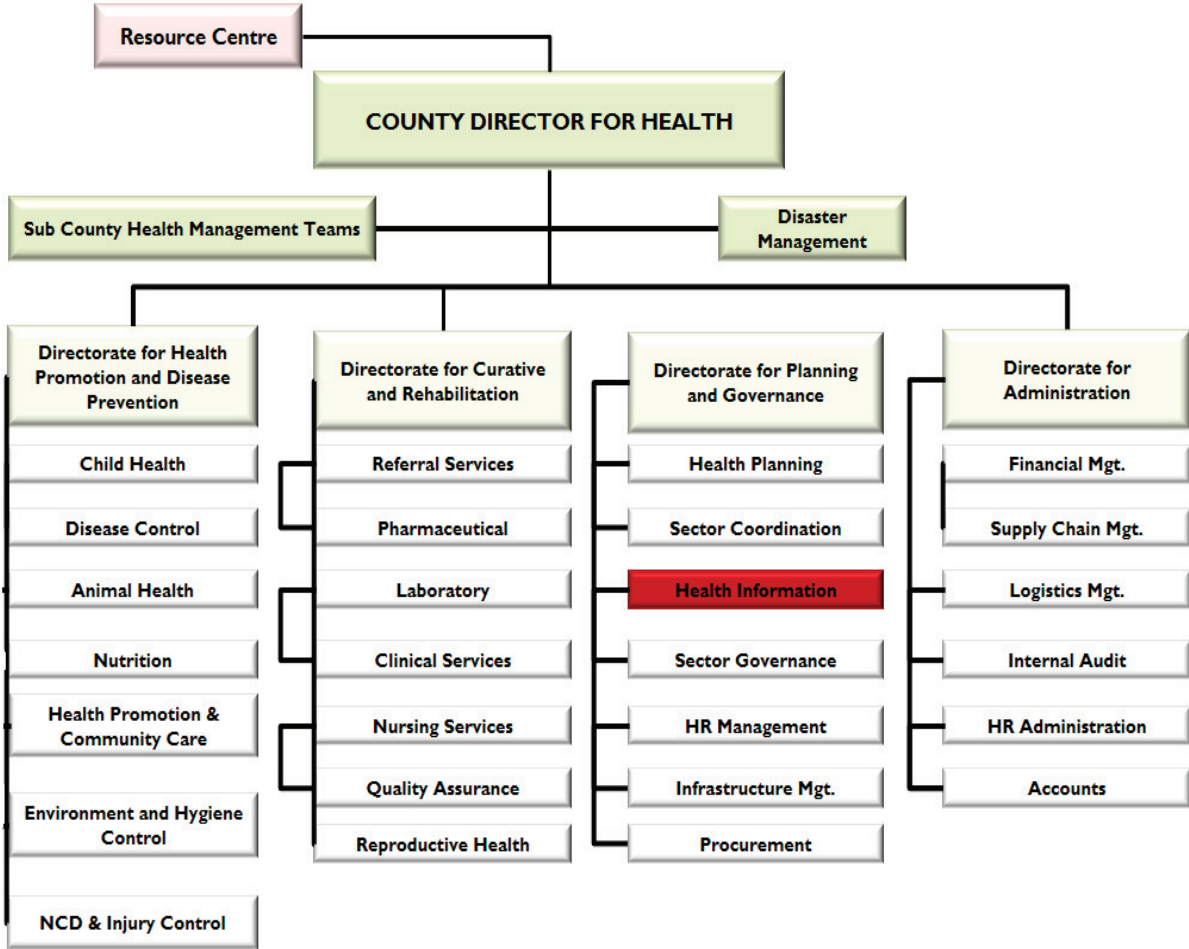 Resource Centre
COUNTY DIRECTOR FOR HEALTH
Sub County Health Management Teams
Disaster
Management
Directorate for Health
Promotion and Disease
Prevention
Child Health
Disease Control
Animal Health
Nutrition
Health Promotion &
Community Care
Environment and Hygiene
Control
NCD & Injury Control
Directorate for Curative
and Rehabilitation
Referral Services
Pharmaceutical
Laboratory
Clinical Services
Nursing Services
Quality Assurance
Reproductive Health
Directorate for Planning
and Governance
Health Planning
Sector Coordination
Health Information
Sector Governance
HR Management
Infrastructure Mgt.
Procurement
Directorate for
Administration
Financial Mgt.
Supply Chain Mgt.
Logistics Mgt.
Internal Audit
HR Administration
Accounts